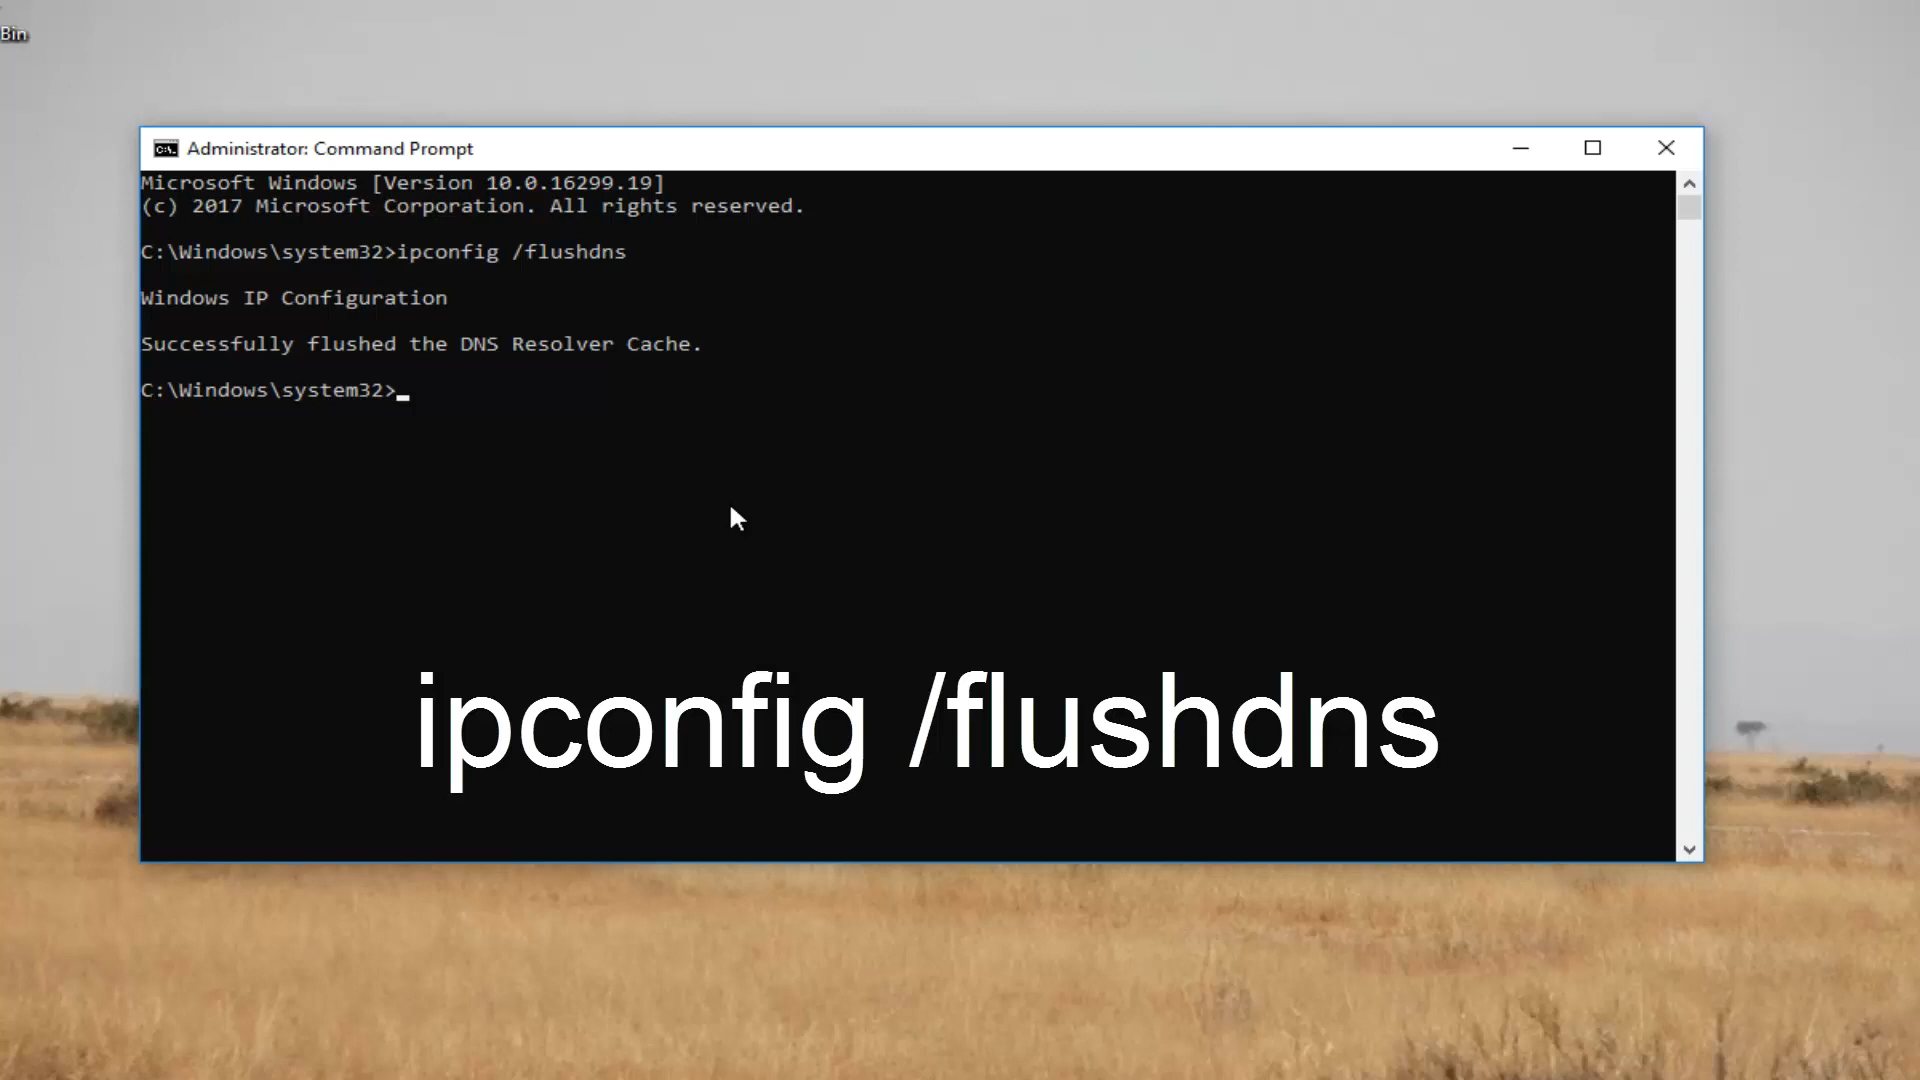 Bin
Administrator: Command Prompt
Microsoft Windows [Version 10.0.16299.19]
(c) 2017 Microsoft Corporation. All rights reserved.
C:\Windows\system32>ipconfig /flushdns
Windows IP Configuration
Successfully flushed the DNS Resolver Cache.
C:\Windows\system32>
ipconfig /flushdns